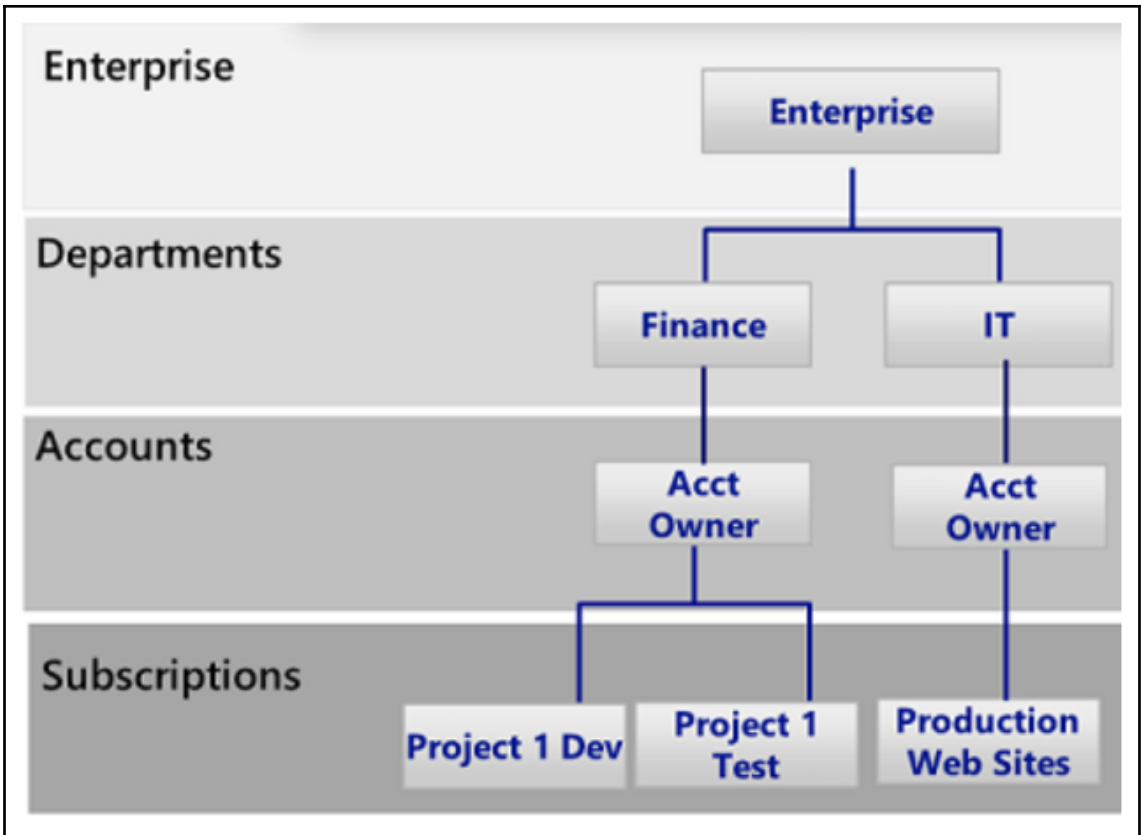 Enterprise
Enterprise
Departments
Finance
IT
Accounts
Acct
Owner
Acct
Owner
Subscriptions
Project 1 Dev
Project 1
Test
Production
Web Sites